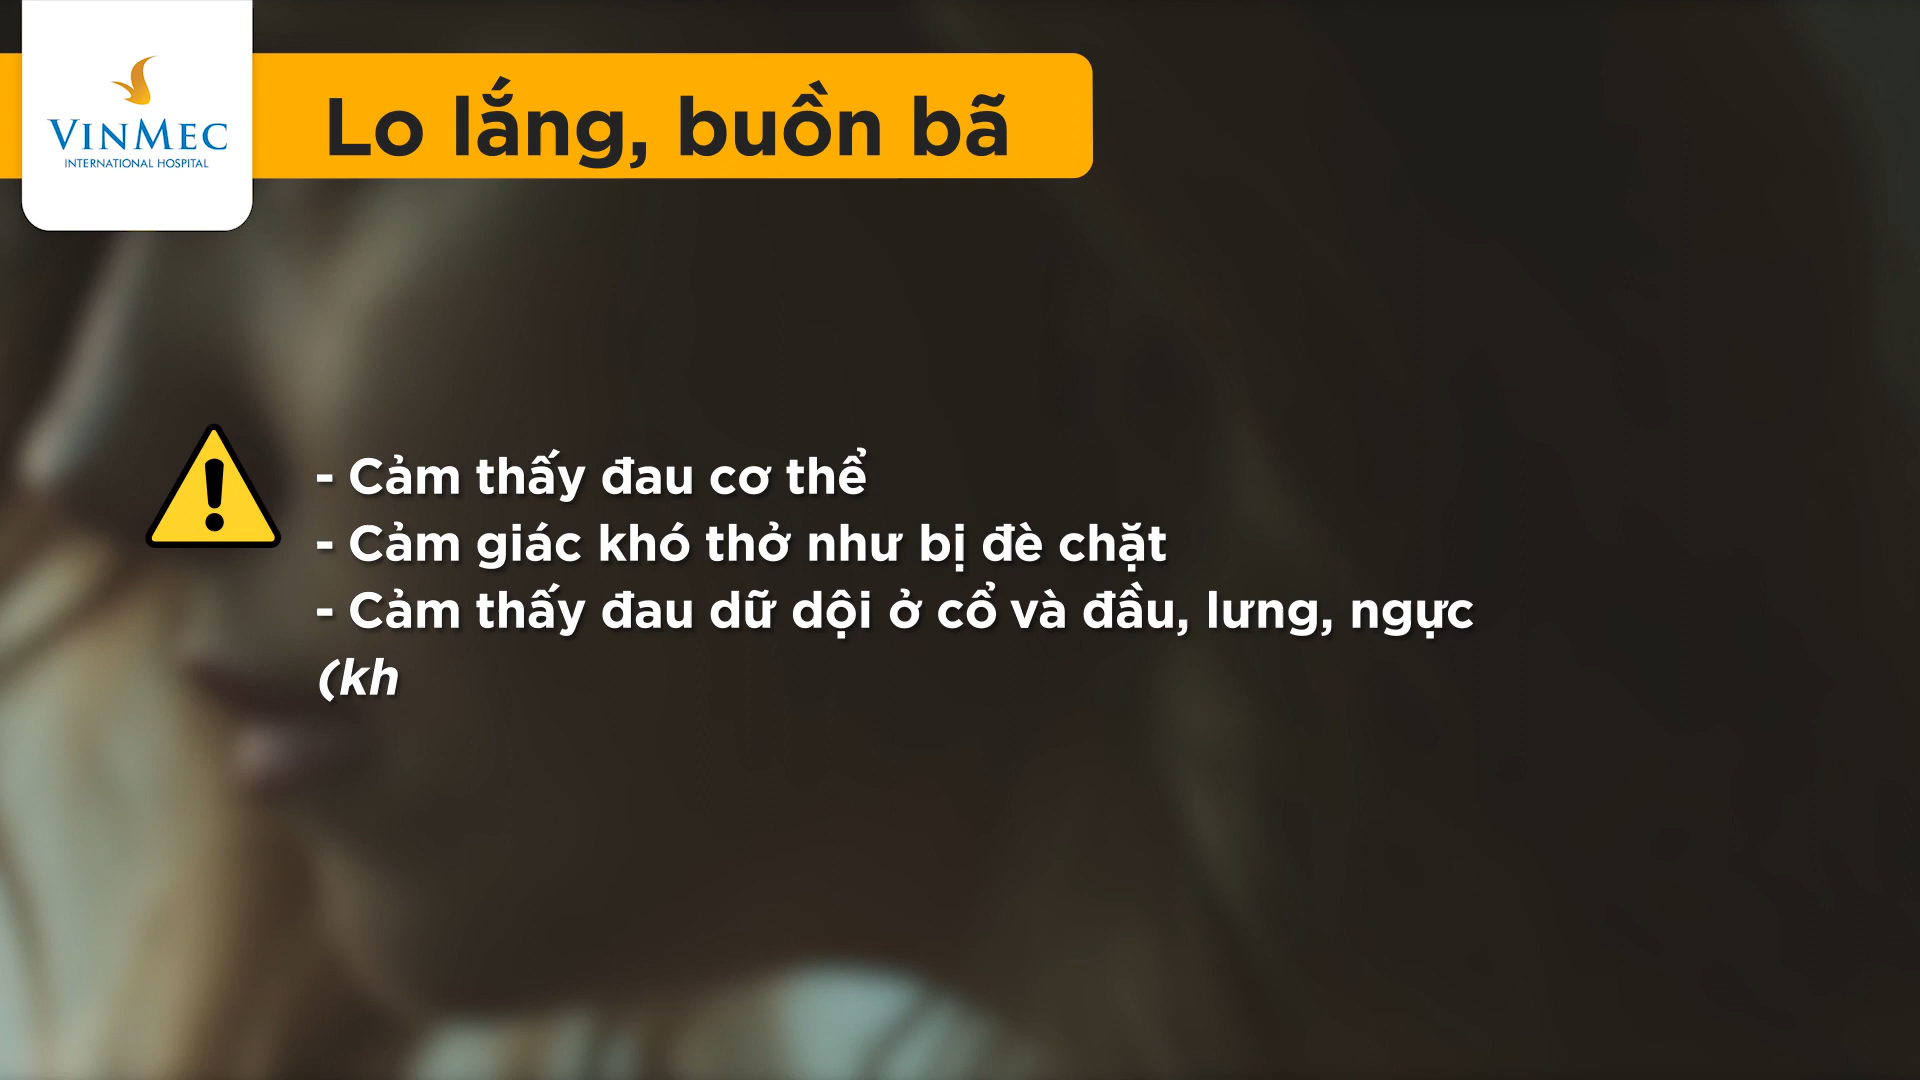 VINMEC
INTERNATIONAL HOSPITAL
Lo lắng, buồn bã
- Cảm thấy đau cơ thể
- Cảm giác khó thở như bị đè chặt
- Cảm thấy đau dữ dội ở cổ và đầu, lưng, ngực
(kh